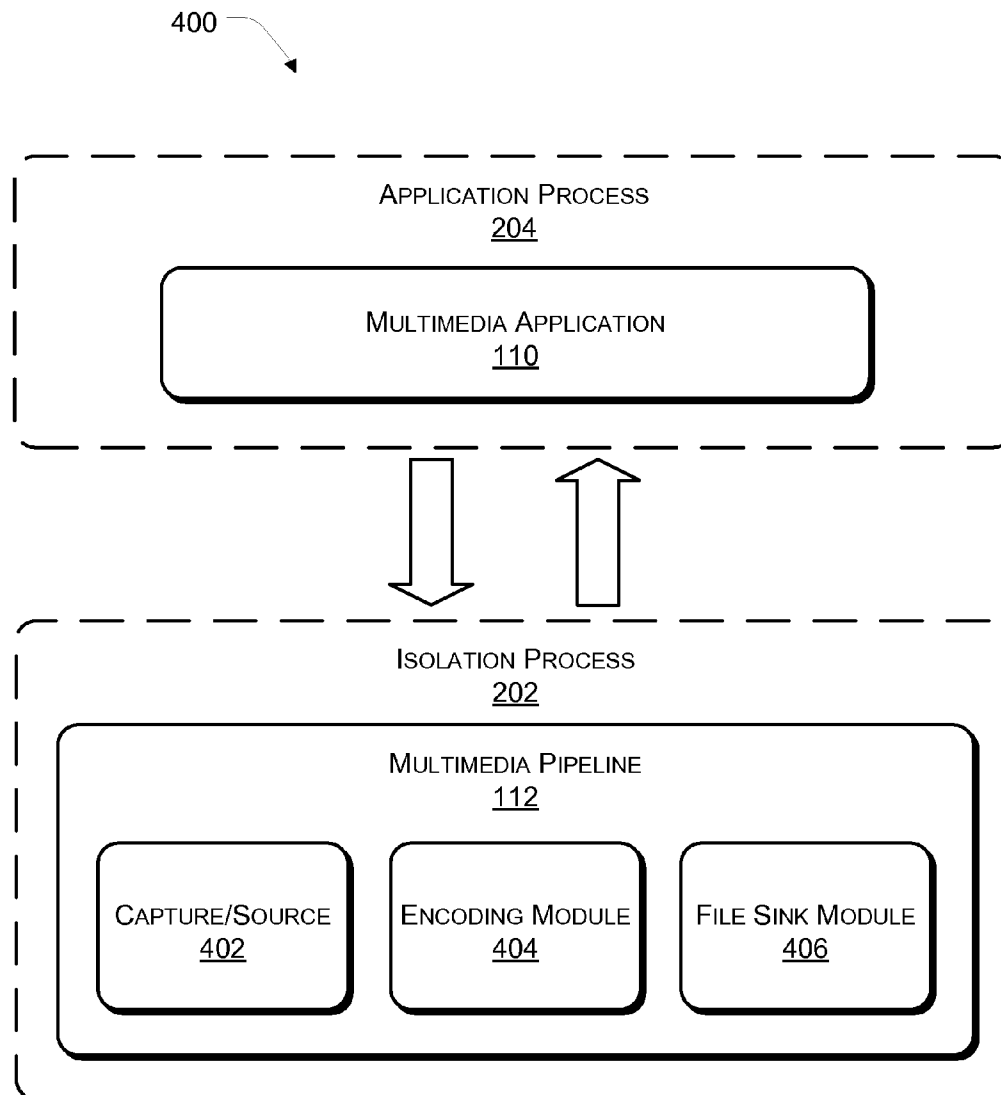 400
APPLICATION PROCESS
204
MULTIMEDIA APPLICATION
110
ISOLATION PROCESS
202
MULTIMEDIA PIPELINE
112
CAPTURE/SOURCE
402
ENCODING MODULE
404
FILE SINK MODULE
406